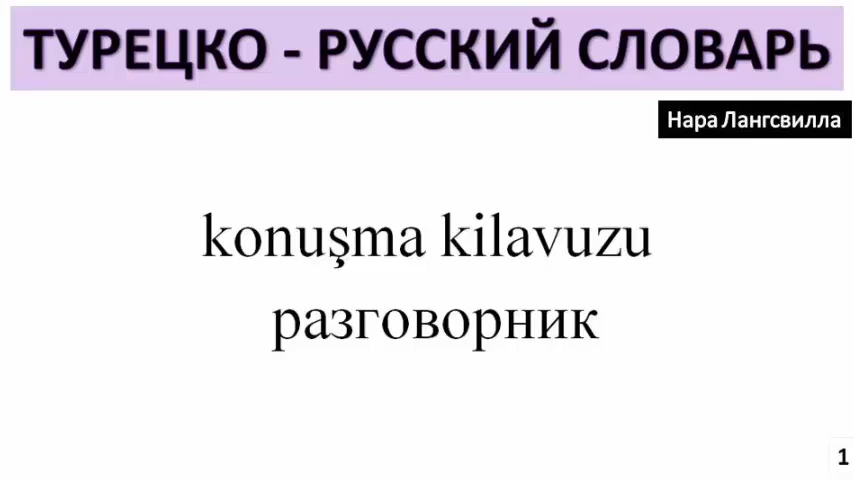 ТУРЕЦКО - РУССКИЙ СЛОВАРЬ
Нара Лангсвилла
konuşma kilavuzu
разговорник
1